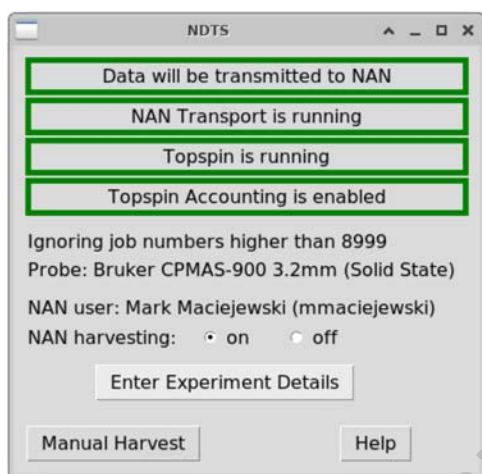 NDTS
Data will be transmitted to NAN
NAN Transport is running
Topspin is running
Topspin Accounting is enabled
Ignoring job numbers higher than 8999
Probe: Bruker CPMAS-900 3.2mm (Solid State)
NAN user: Mark Maciejewski (mmaciejewski)
NAN harvesting: on off
Enter Experiment Details
Manual Harvest Help